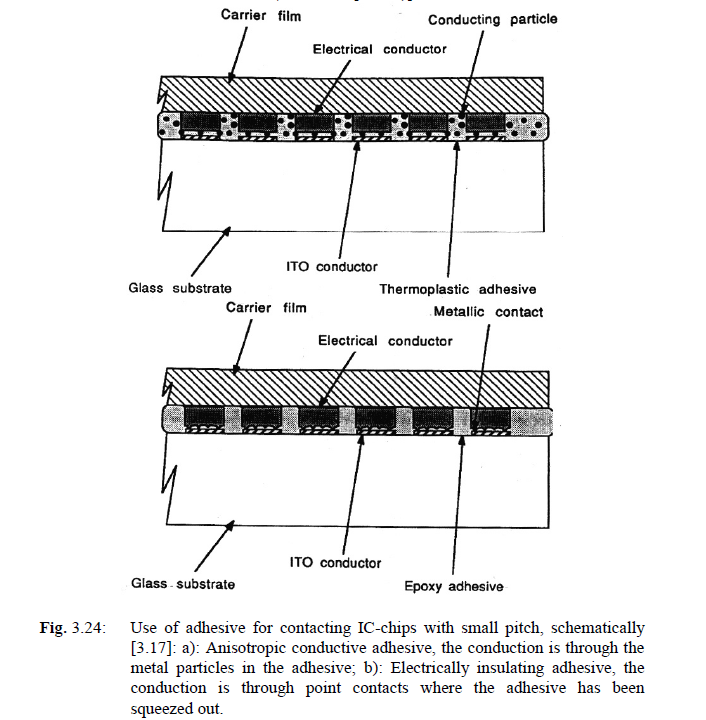 Carrier film
Conducting particle
Electrical conductor
ITO conductor
Glass substrate
Thermoplastic adhesive
Carrier film
Metallic contact
Electrical conductor
ITO conductor
Glass substrate
Epoxy adhesive
Fig. 3.24: Use of adhesive for contacting IC-chips with small pitch, schematically
[3.17]: a): Anisotropic conductive adhesive, the conduction is through the
metal particles in the adhesive; b): Electrically insulating adhesive, the
conduction is through point contacts where the adhesive has been
squeezed out.